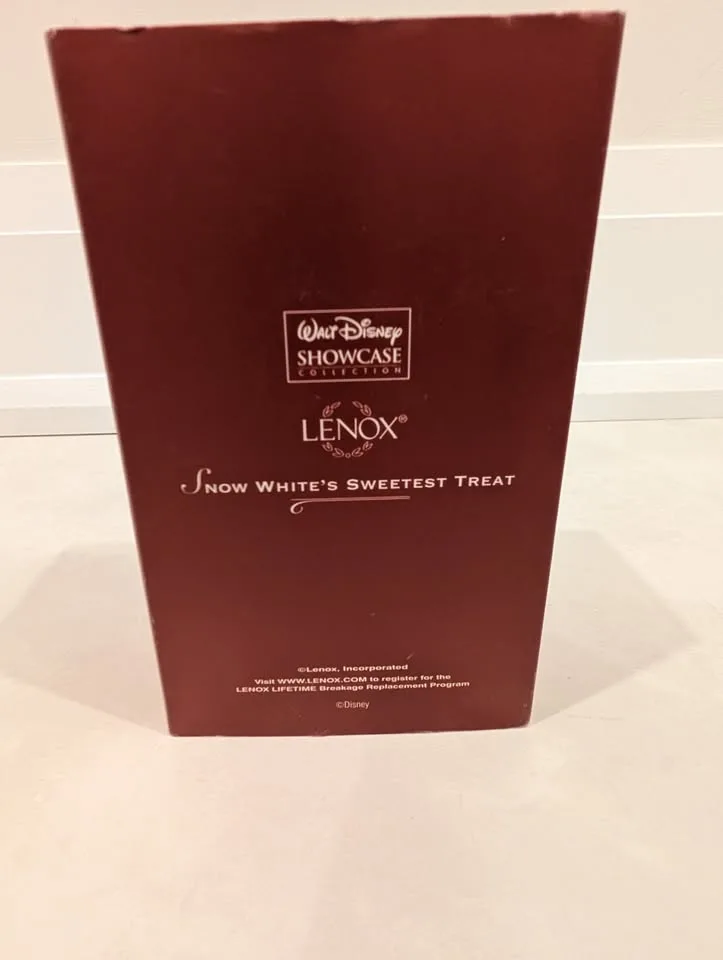 WALT DISNEY
SHOWCASE
COLLECTION
LENOX®
SNOW WHITE'S SWEETEST TREAT
©Lenox, Incorporated
Visit WWW.LENOX.COM to register for the
LENOX LIFETIME Breakage Replacement Program
©Disney